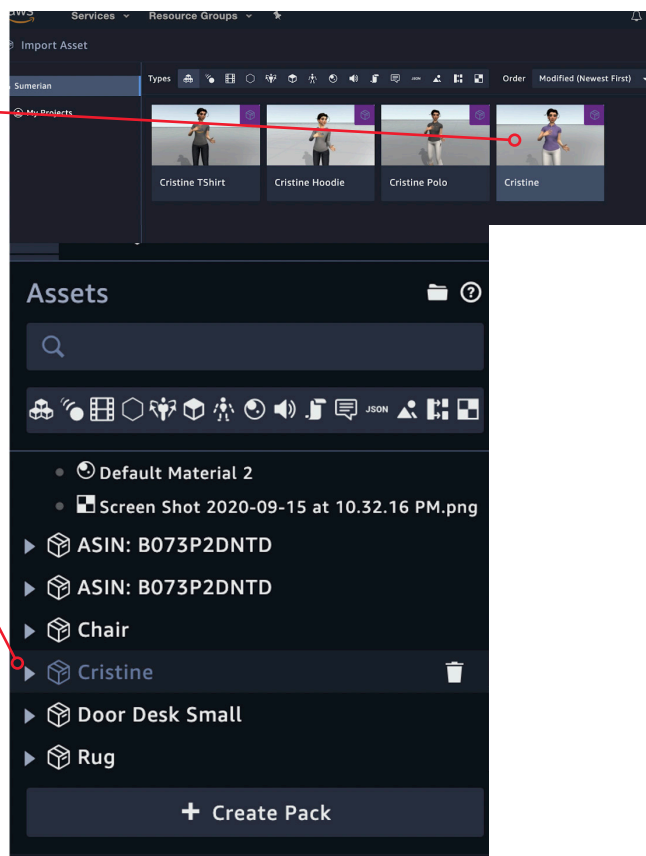 aws Services Resource Groups
Import Asset
Sumerian
My Projects
Types JSON Order Modified (Newest First)
Cristine TShirt
Cristine Hoodie
Cristine Polo
Cristine
Assets
JSON
Default Material 2
Screen Shot 2020-09-15 at 10.32.16 PM.png
ASIN: B073P2DNTD
ASIN: B073P2DNTD
Chair
Cristine
Door Desk Small
Rug
+ Create Pack